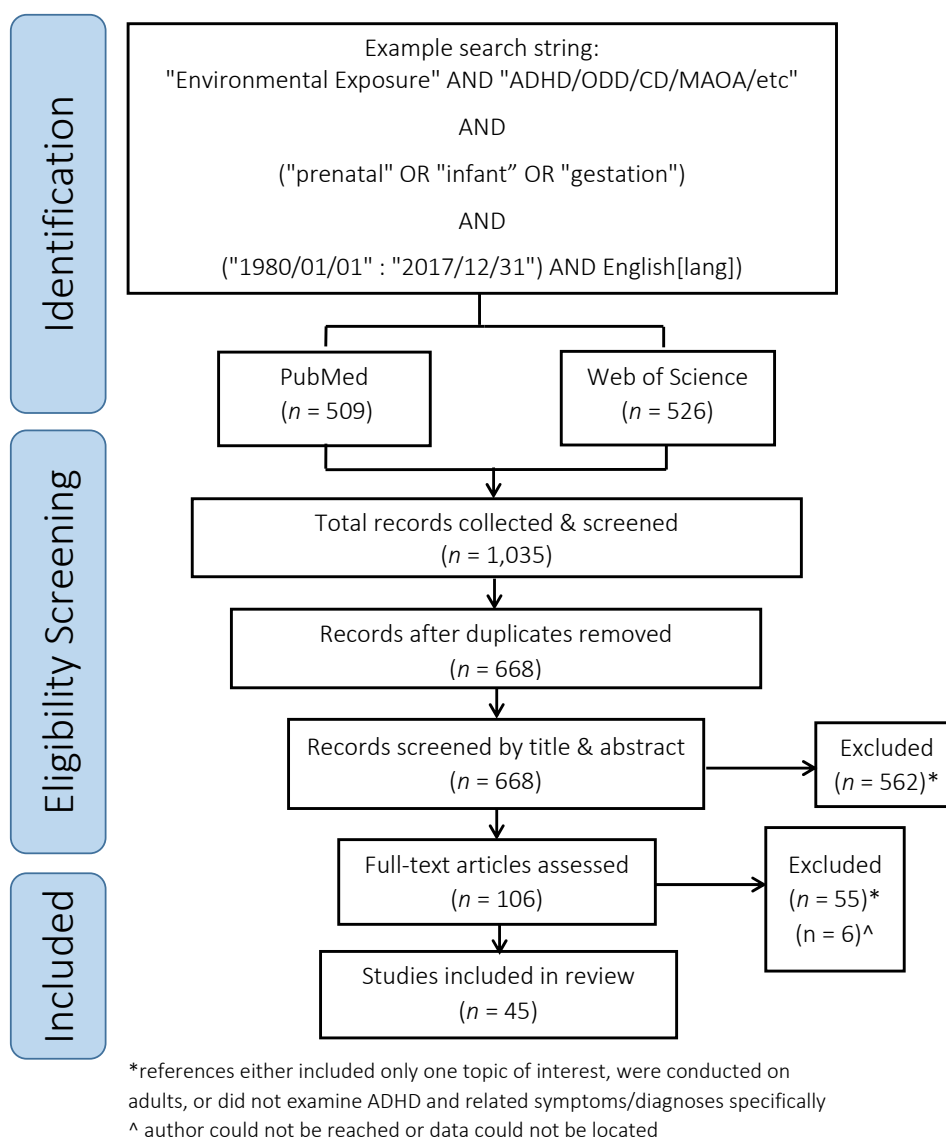 Identification
Example search string:
"Environmental Exposure" AND "ADHD/ODD/CD/MAOA/etc"
AND
("prenatal" OR "infant” OR "gestation")
AND
("1980/01/01" : "2017/12/31") AND English[lang])
PubMed
(n = 509)
Web of Science
(n = 526)
Eligibility Screening
Total records collected & screened
(n = 1,035)
Records after duplicates removed
(n = 668)
Records screened by title & abstract
(n = 668)
Excluded
(n = 562)*
Included
Full-text articles assessed
(n = 106)
Excluded
(n = 55)*
(n = 6)^
Studies included in review
(n = 45)
*references either included only one topic of interest, were conducted on
adults, or did not examine ADHD and related symptoms/diagnoses specifically
^ author could not be reached or data could not be located